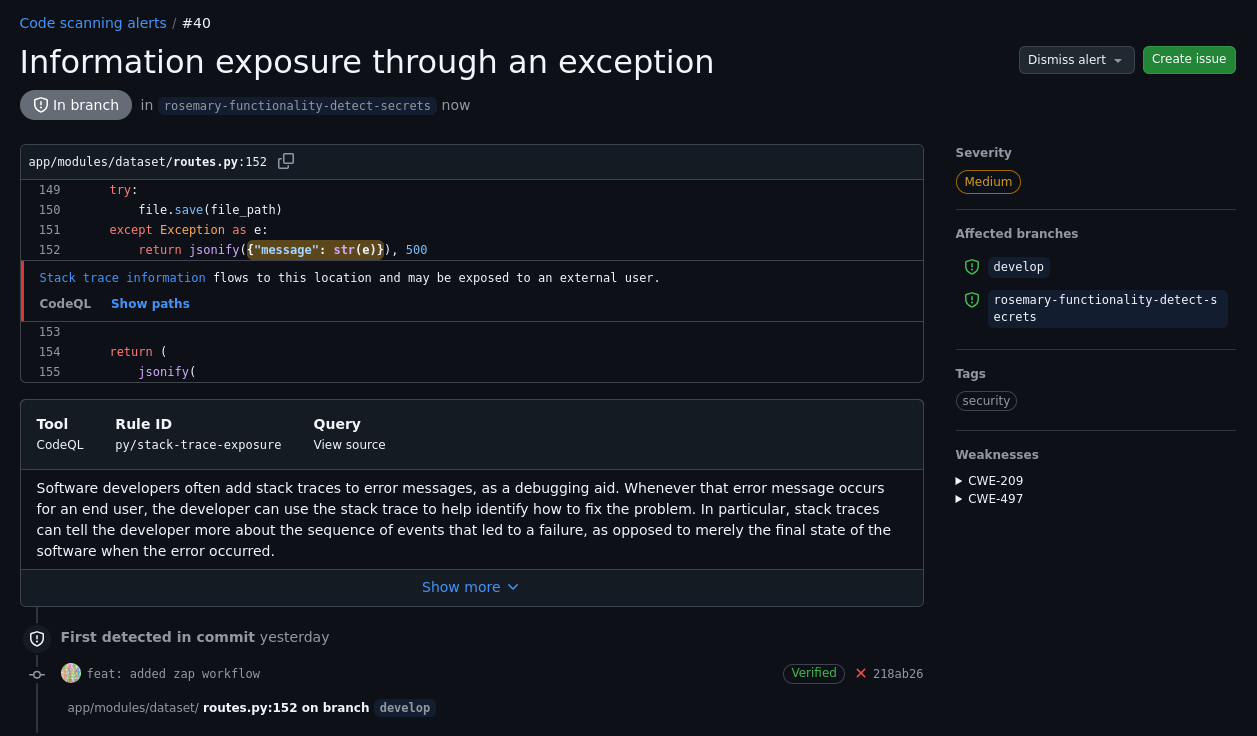 Code scanning alerts / #40
Information exposure through an exception
Dismiss alert
Create issue
In branch in rosemary-functionality-detect-secrets now
app/modules/dataset/routes.py:152
149 try:
150 file.save(file_path)
151 except Exception as e:
152 return jsonify({"message": str(e)}), 500
Stack trace information flows to this location and may be exposed to an external user.
CodeQL Show paths
153
154 return (
155 jsonify(
Tool Rule ID Query
CodeQL py/stack-trace-exposure View source
Software developers often add stack traces to error messages, as a debugging aid. Whenever that error message occurs
for an end user, the developer can use the stack trace to help identify how to fix the problem. In particular, stack traces
can tell the developer more about the sequence of events that led to a failure, as opposed to merely the final state of the
software when the error occurred.
Show more
First detected in commit yesterday
feat: added zap workflow Verified 218ab26
app/modules/dataset/ routes.py:152 on branch develop
Severity
Medium
Affected branches
develop
rosemary-functionality-detect-s
ecrets
Tags
security
Weaknesses
CWE-209
CWE-497